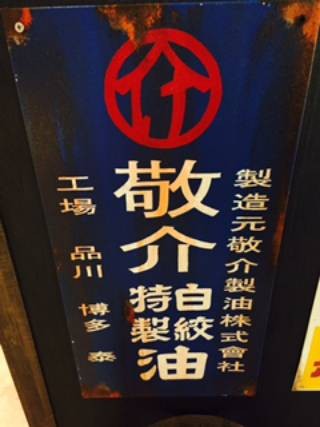 介
製造元敬介製油株式會社
敬介
特製
白絞
油
工場 品川 博多 泰